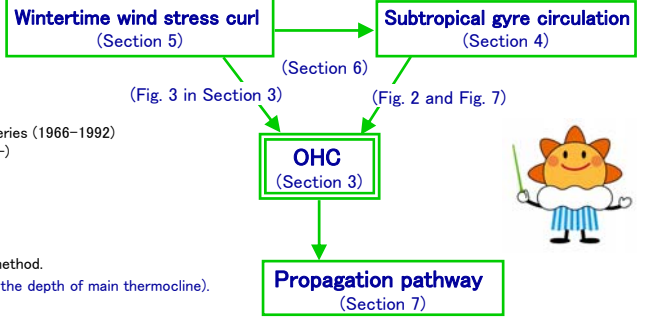 Wintertime wind stress curl
(Section 5)
Subtropical gyre circulation
(Section 4)
(Section 6)
(Fig. 3 in Section 3)
(Fig. 2 and Fig. 7)
eries (1966-1992)
-)
OHC
(Section 3)
ethod.
the depth of main thermocline).
Propagation pathway
(Section 7)